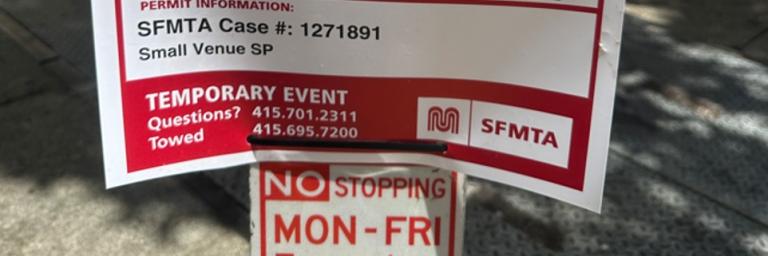 PERMIT INFORMATION:
SFMTA Case #: 1271891
Small Venue SP
TEMPORARY EVENT
Questions? 415.701.2311
Towed 415.695.7200
SFMTA
NO STOPPING
MON - FRI